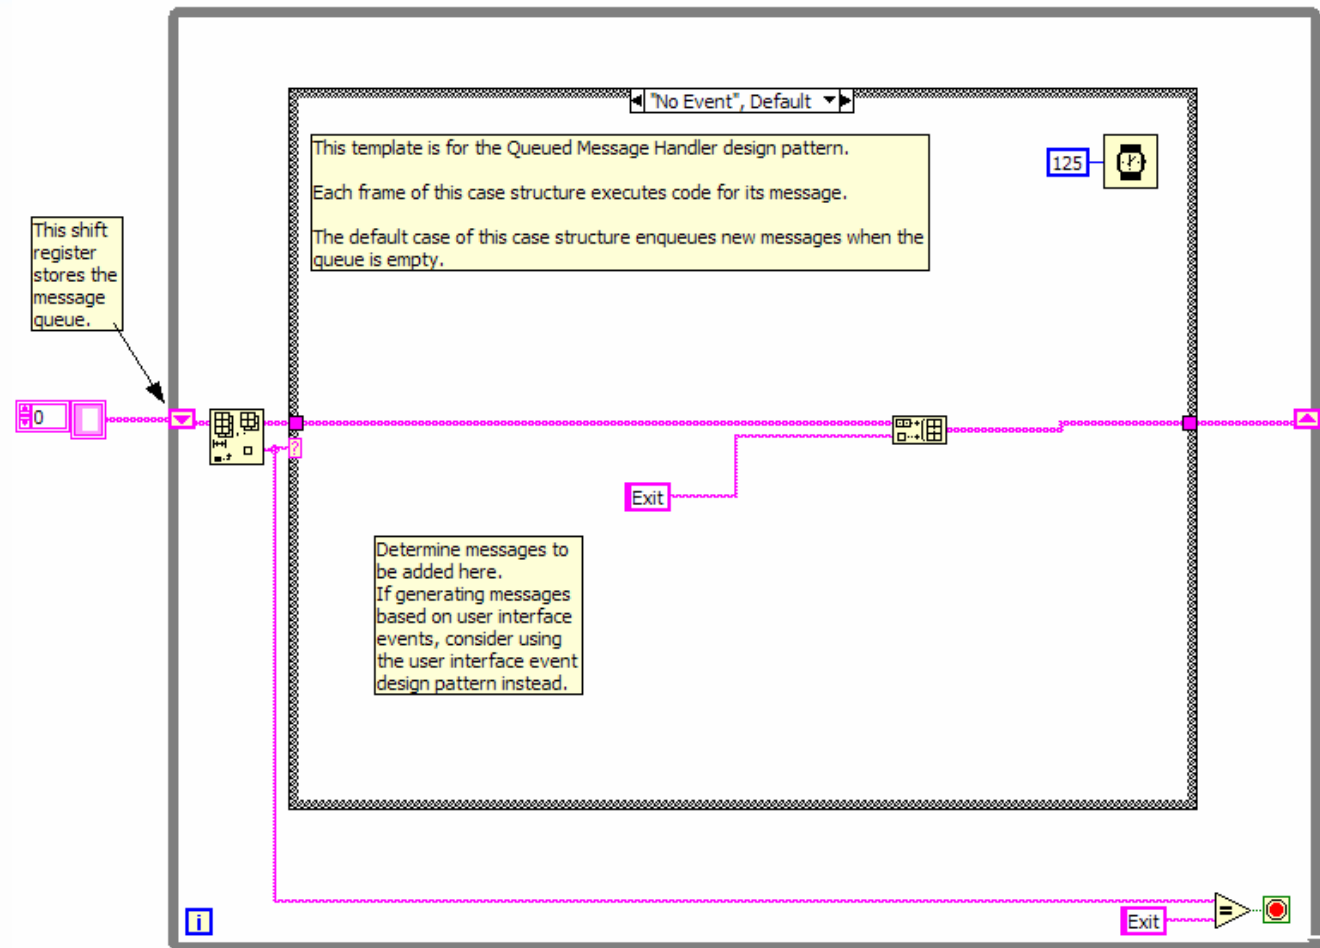 "No Event", Default
This template is for the Queued Message Handler design pattern.
Each frame of this case structure executes code for its message.
The default case of this case structure enqueues new messages when the
queue is empty.
125
This shift
register
stores the
message
queue.
0
?
Exit
Determine messages to
be added here.
If generating messages
based on user interface
events, consider using
the user interface event
design pattern instead.
i
Exit
=